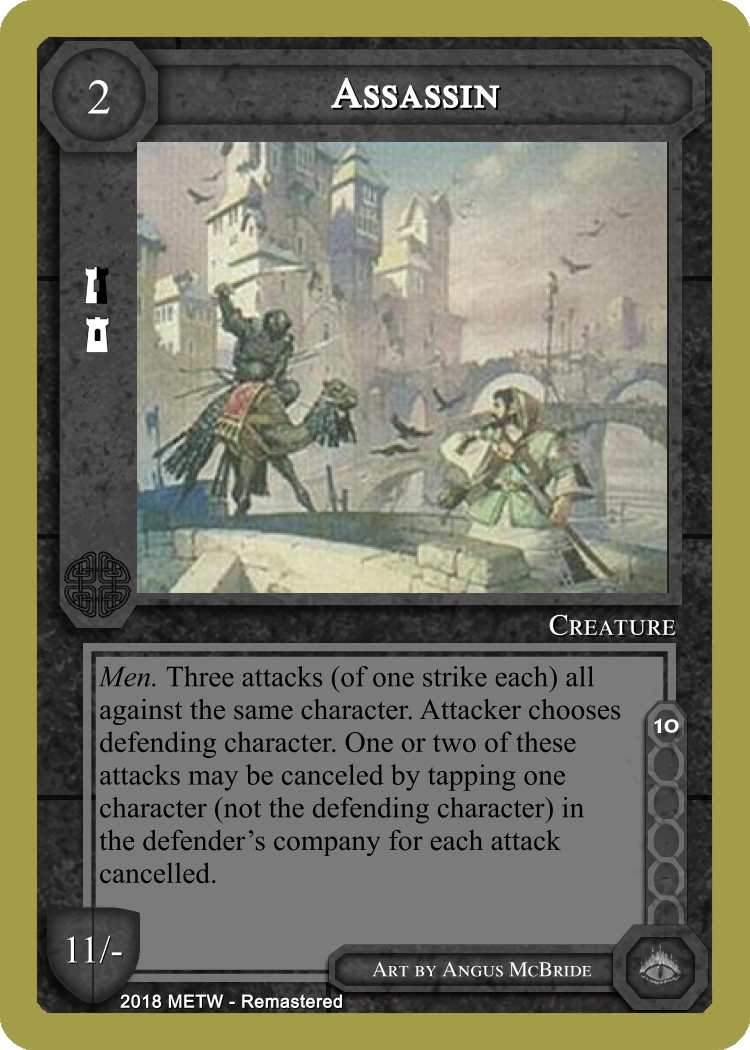 2
Assassin
Creature
Men. Three attacks (of one strike each) all
against the same character. Attacker chooses
defending character. One or two of these
attacks may be canceled by tapping one
character (not the defending character) in
the defender's company for each attack
cancelled.
10
11/-
Art by Angus McBride
2018 METW - Remastered